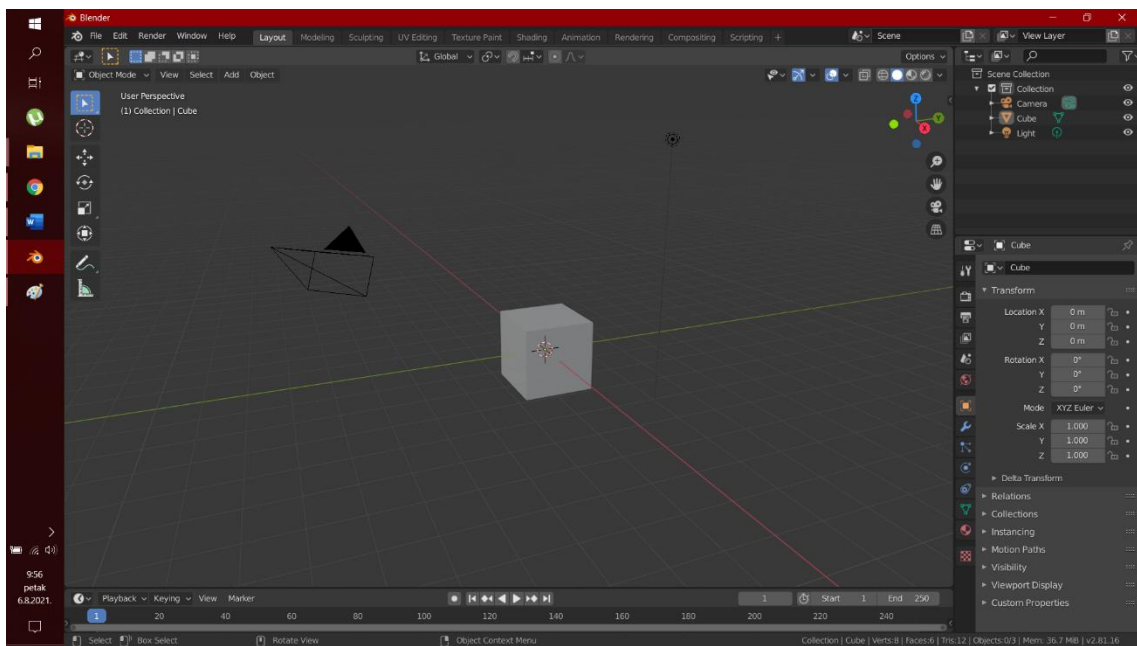 Blender
File Edit Render Window Help Layout Modeling Sculpting UV Editing Texture Paint Shading Animation Rendering Compositing Scripting + Scene View Layer
Global Options
Object Mode View Select Add Object
User Perspective
(1) Collection | Cube
Z
Y
X
Scene Collection
Collection
Camera
Cube
Light
Cube
Cube
Transform
Location X 0 m
Y 0 m
Z 0 m
Rotation X 0°
Y 0°
Z 0°
Mode XYZ Euler
Scale X 1.000
Y 1.000
Z 1.000
Delta Transform
Relations
Collections
Instancing
Motion Paths
Visibility
Viewport Display
Custom Properties
Playback Keying View Marker 1 Start 1 End 250
1 20 40 60 80 100 120 140 160 180 200 220 240
Select Box Select Rotate View Object Context Menu Collection | Cube | Verts:8 | Faces:6 | Tris:12 | Objects:0/3 | Mem: 36.7 MiB | v2.81.16
9:56
petak
6.8.2021.